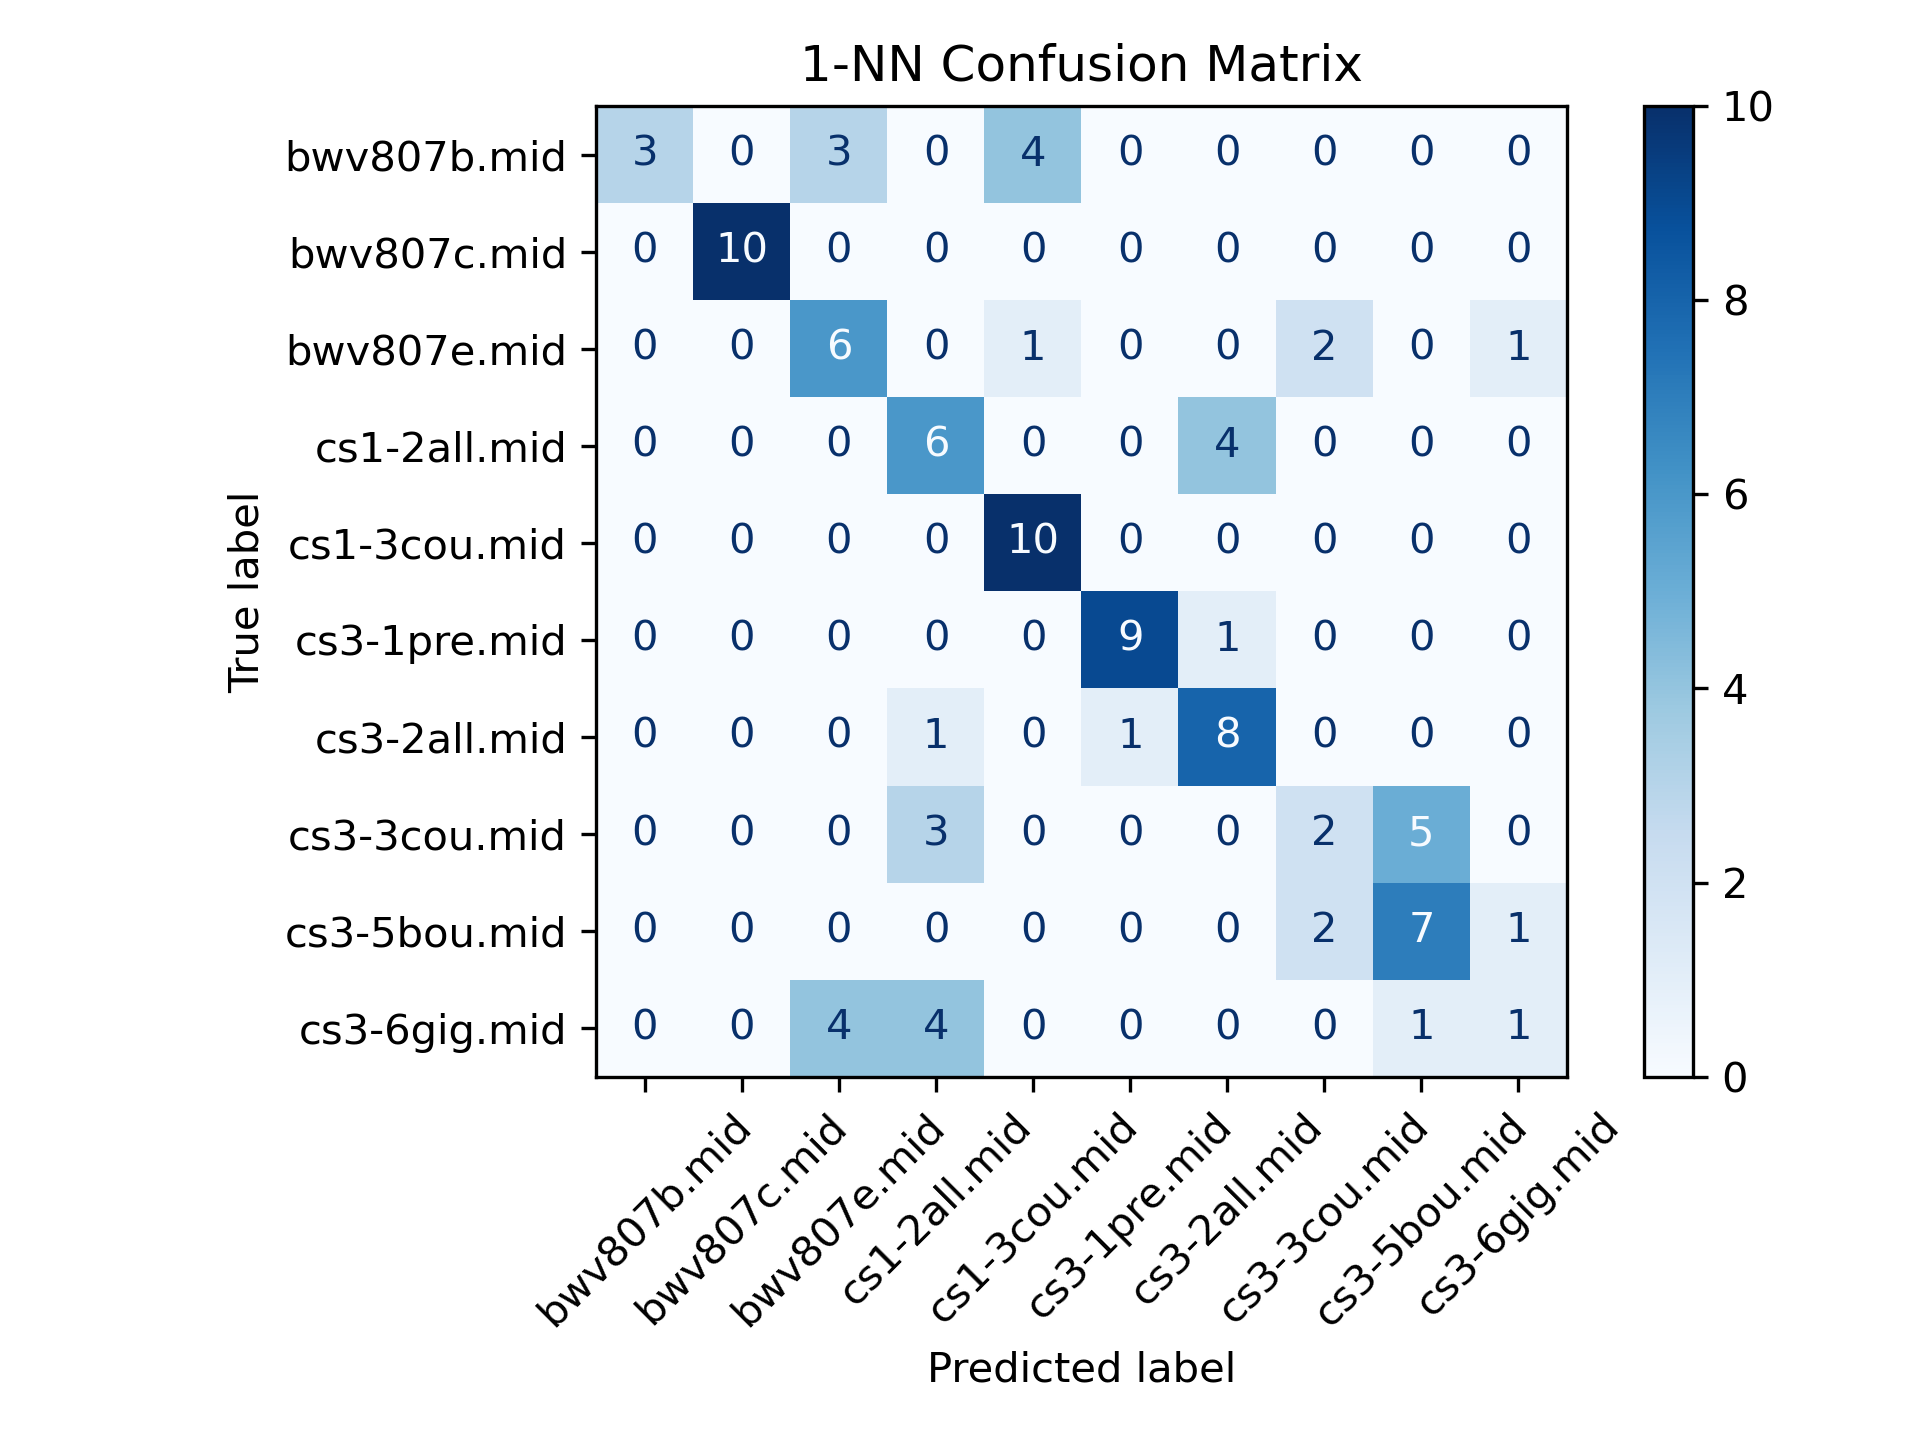 1-NN Confusion Matrix
True label
bwv807b.mid 3 0 3 0 4 0 0 0 0 0
bwv807c.mid 0 10 0 0 0 0 0 0 0 0
bwv807e.mid 0 0 6 0 1 0 0 2 0 1
cs1-2all.mid 0 0 0 6 0 0 4 0 0 0
cs1-3cou.mid 0 0 0 0 10 0 0 0 0 0
cs3-1pre.mid 0 0 0 0 0 9 1 0 0 0
cs3-2all.mid 0 0 0 1 0 1 8 0 0 0
cs3-3cou.mid 0 0 0 3 0 0 0 2 5 0
cs3-5bou.mid 0 0 0 0 0 0 0 2 7 1
cs3-6gig.mid 0 0 4 4 0 0 0 0 1 1
bwv807b.mid
bwv807c.mid
bwv807e.mid
cs1-2all.mid
cs1-3cou.mid
cs3-1pre.mid
cs3-2all.mid
cs3-3cou.mid
cs3-5bou.mid
cs3-6gig.mid
Predicted label
10
8
6
4
2
0